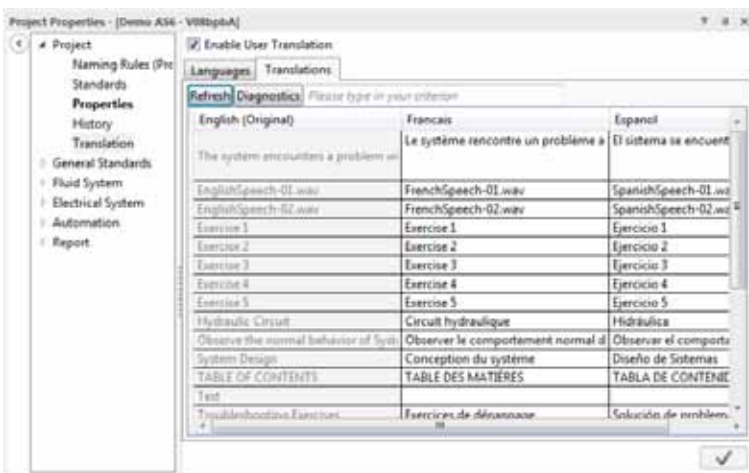 Project Properties - [Demo AS6 - V08bpbA]
Project
Naming Rules (Pro
Standards
Properties
History
Translation
General Standards
Fluid System
Electrical System
Automation
Report
Enable User Translation
Languages Translations
Refresh Diagnostics Please type in your criterion
English (Original) Francais Espanol
The system encounters a problem Le système rencontre un problème a El sistema se encuent
EnglishSpeech-01.wav FrenchSpeech-01.wav SpanishSpeech-01.wa
EnglishSpeech-02.wav FrenchSpeech-02.wav SpanishSpeech-02.wa
Exercise 1 Exercise 1 Ejercicio 1
Exercise 2 Exercise 2 Ejercicio 2
Exercise 3 Exercise 3 Ejercicio 3
Exercise 4 Exercise 4 Ejercicio 4
Exercise 5 Exercise 5 Ejercicio 5
Hydraulic Circuit Circuit hydraulique Hidráulica
Observe the normal behavior of Syst Observer le comportement normal d Observar el comporta
System Design Conception du système Diseño de Sistemas
TABLE OF CONTENTS TABLE DES MATIÈRES TABLA DE CONTENID
Test
Troubleshooting Exercises Exercices de dépannage Solución de problem